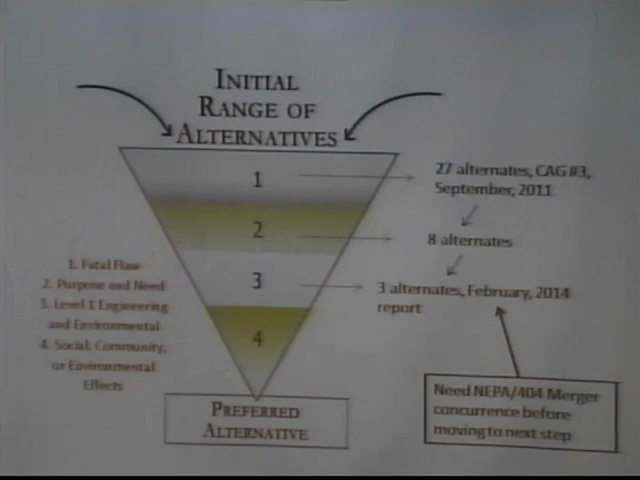 INITIAL
RANGE OF
ALTERNATIVES
1
2
3
4
27 alternates, CAG #3,
September, 2011
8 alternates
3 alternates, February, 2014
report
1. Fatal Flaw
2. Purpose and Need
3. Level 1 Engineering
and Environmental
4. Social, Community,
or Environmental
Effects
Need NEPA/404 Merger
concurrence before
moving to next step
PREFERRED
ALTERNATIVE